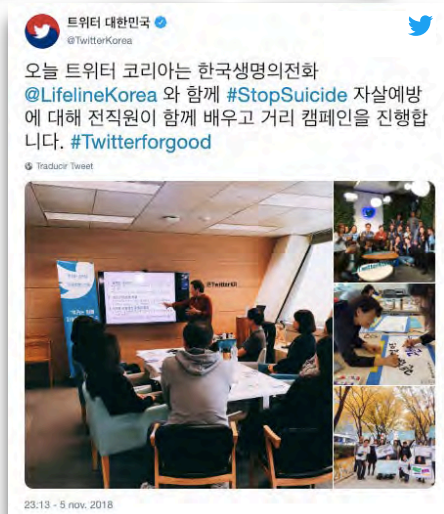 트위터 대한민국
@TwitterKorea
오늘 트위터 코리아는 한국생명의전화
@LifelineKorea 와 함께 #StopSuicide 자살예방
에 대해 전직원이 함께 배우고 거리 캠페인을 진행합
니다. #Twitterforgood
Traducir Tweet
23:13 - 5 nov. 2018